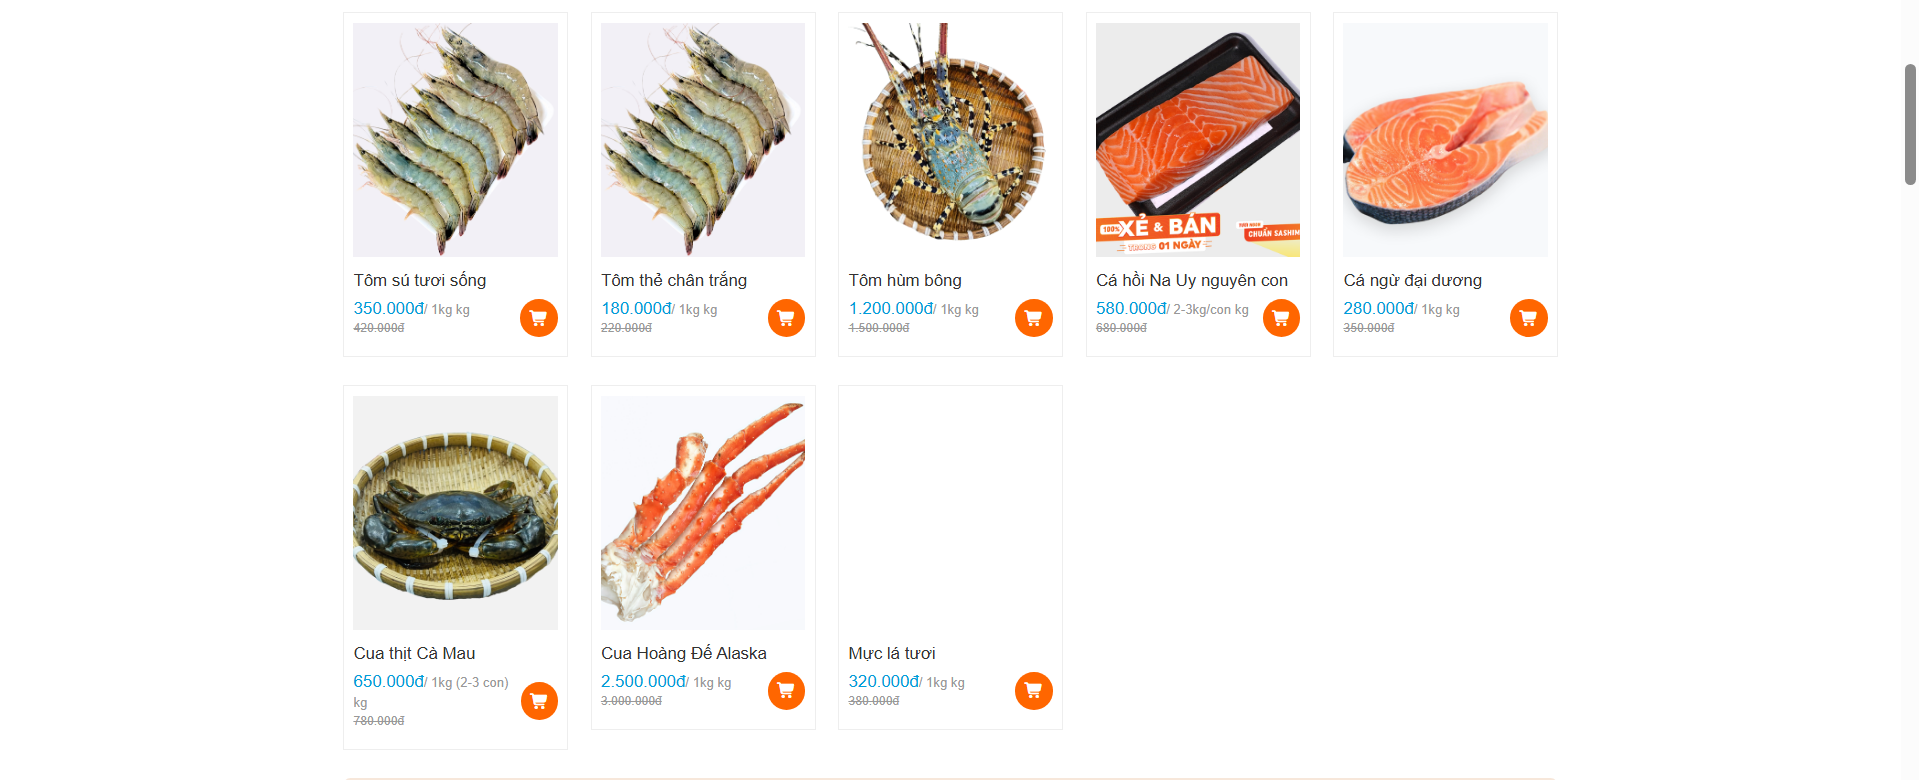 100% XẺ & BÁN
TRONG 01 NGÀY
CHUẨN SASHIM
Tôm sú tươi sống
350.000đ/ 1kg kg
420.000đ
Tôm thẻ chân trắng
180.000đ/ 1kg kg
220.000đ
Tôm hùm bông
1.200.000đ/ 1kg kg
1.500.000đ
Cá hồi Na Uy nguyên con
580.000đ/ 2-3kg/con kg
680.000đ
Cá ngừ đại dương
280.000đ/ 1kg kg
350.000đ
Cua thịt Cà Mau
650.000đ/ 1kg (2-3 con)
kg
780.000đ
Cua Hoàng Đế Alaska
2.500.000đ/ 1kg kg
3.000.000đ
Mực lá tươi
320.000đ/ 1kg kg
380.000đ